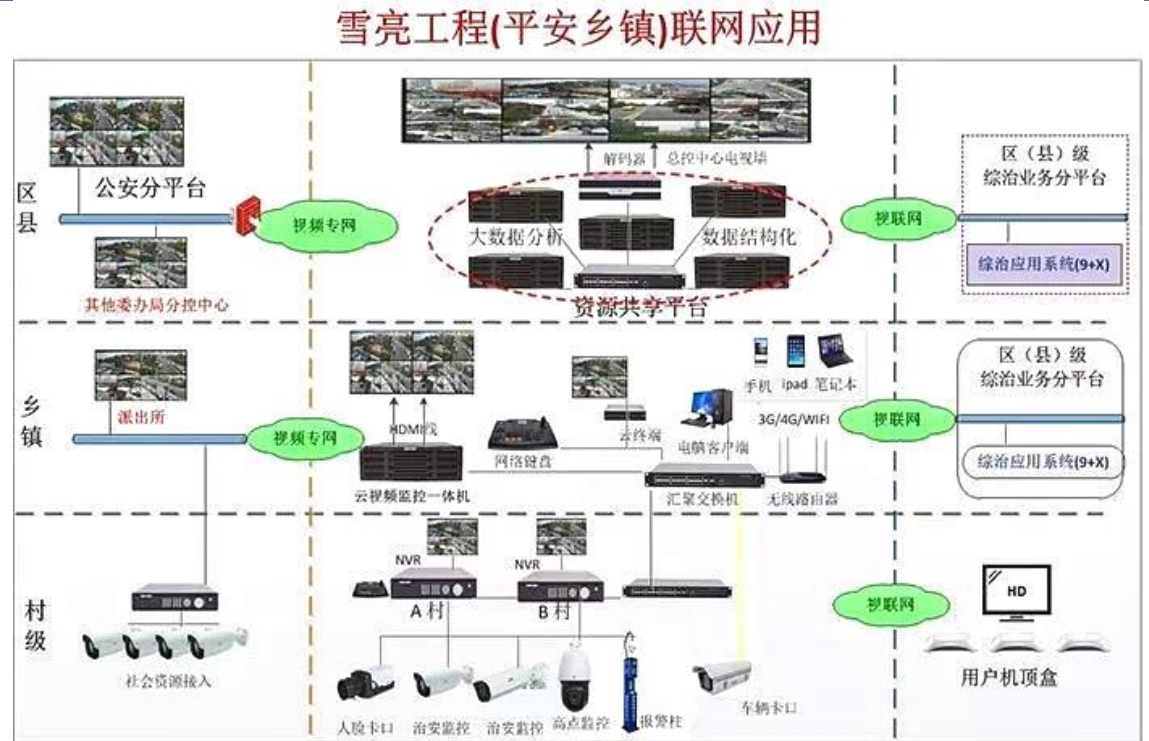 雪亮工程(平安乡镇)联网应用
区县
公安分平台
视频专网
其他委办局分控中心
解码器
总控中心电视墙
大数据分析
数据结构化
资源共享平台
视联网
区（县）级
综治业务分平台
综治应用系统(9+X)
乡镇
派出所
视频专网
HDMI线
云视频监控一体机
网络键盘
云终端
电脑客户端
手机
ipad
笔记本
3G/4G/WIFI
汇聚交换机
无线路由器
视联网
区（县）级
综治业务分平台
综治应用系统(9+X)
村级
社会资源接入
NVR
A村
NVR
B村
人脸卡口
治安监控
治安监控
高点监控
报警柱
车辆卡口
视联网
HD
用户机顶盒